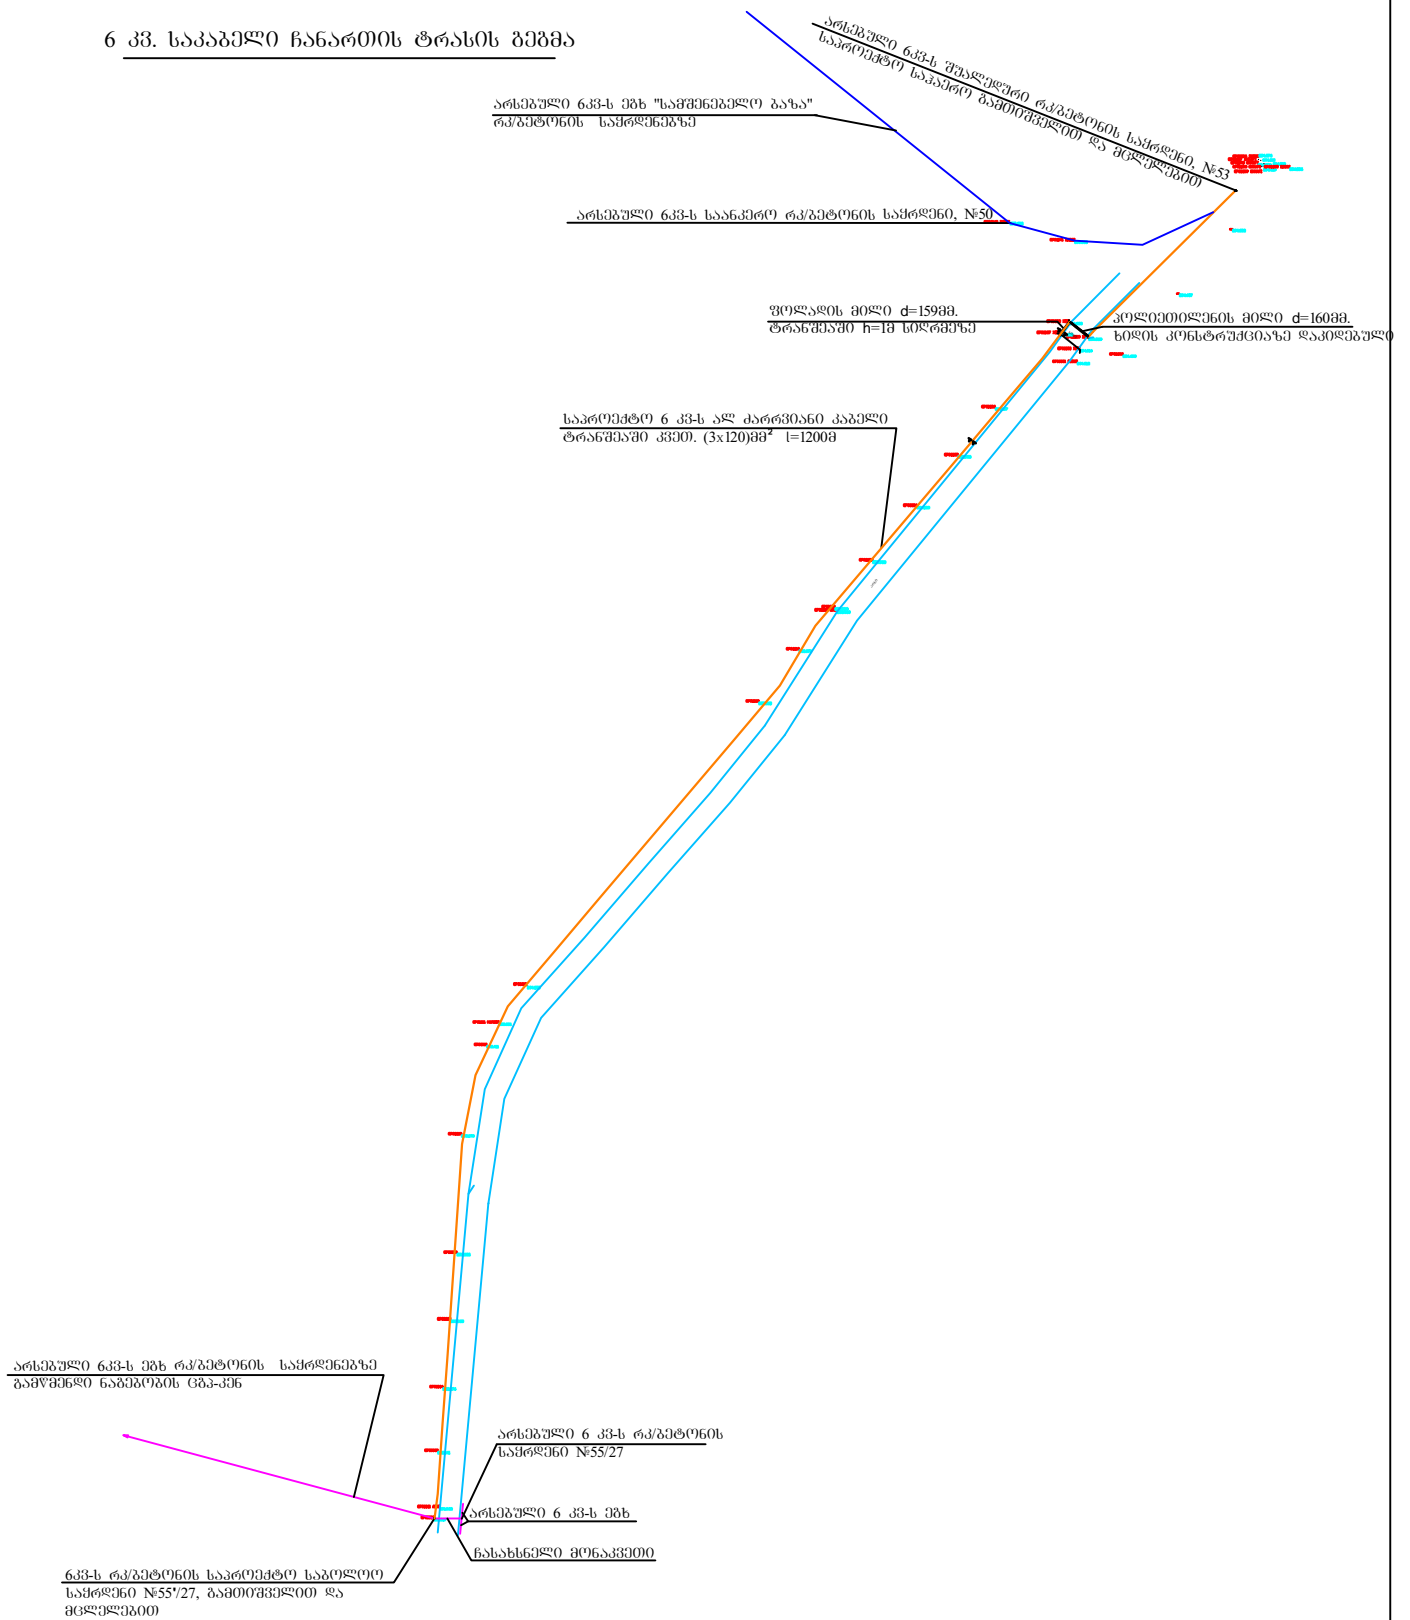 6 კვ. საკაბელო ჩანართის ტრასის გეგმა
არსებული 6კვ-ს შუალედური რკ/ბეტონის საყრდენი, №53
საპროექტო საჰაერო გამთიშველით და მცლელებით
არსებული 6კვ-ს ეგხ "სამშენებელო ბაზა"
რკ/ბეტონის საყრდენებზე
არსებული 6კვ-ს საანკერო რკ/ბეტონის საყრდენი, №50
ფოლადის მილი d=159მმ.
ტრანშეაში h=1მ სიღრმეზე
პოლიეთილენის მილი d=160მმ.
ხიდის კონსტრუქციაზე დაკიდებული
საპროექტო 6 კვ-ს ალ ძარღვიანი კაბელი
ტრანშეაში კვეთ. (3x120)მმ² l=1200მ
არსებული 6კვ-ს ეგხ რკ/ბეტონის საყრდენებზე
გამწმენდი ნაგებობის ცგპ-კენ
არსებული 6 კვ-ს რკ/ბეტონის
საყრდენი №55/27
არსებული 6 კვ-ს ეგხ
ჩასახსნელი მონაკვეთი
6კვ-ს რკ/ბეტონის საპროექტო საბოლოო
საყრდენი №55'/27, გამთიშველით და
მცლელებით